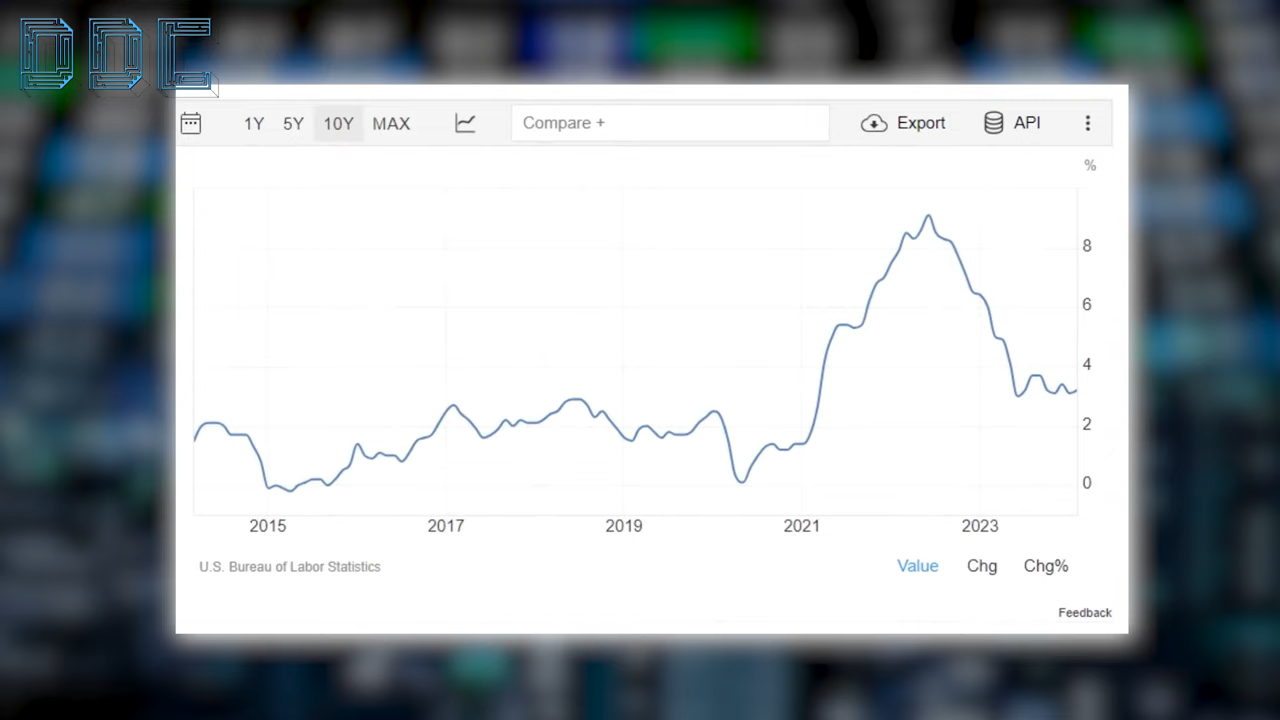 DDC
1Y 5Y 10Y MAX Compare + Export API
%
8
6
4
2
0
2015 2017 2019 2021 2023
U.S. Bureau of Labor Statistics Value Chg Chg%
Feedback